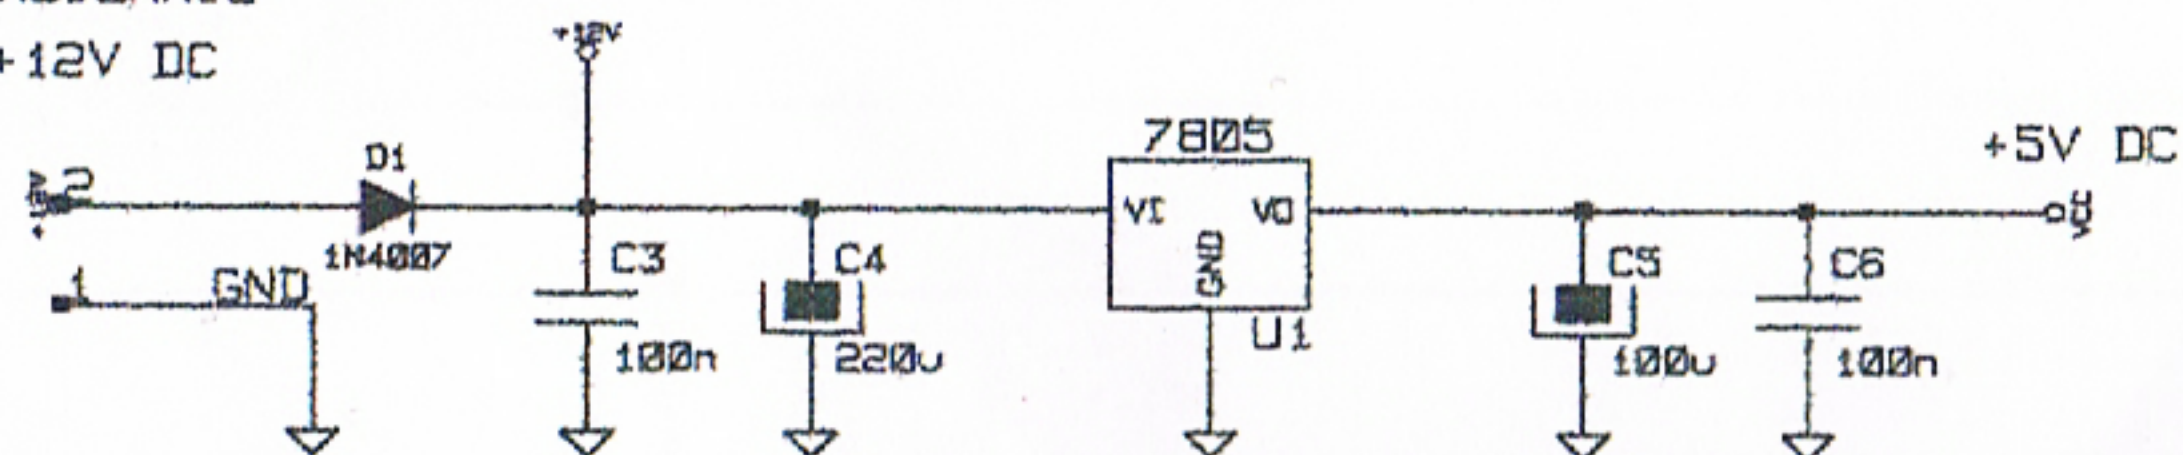 +12V DC
+12V
7805
+5V DC
D1
2
VI
VO
1N4007
C3
C4
GND
C5
C6
1
GND
U1
100n
220u
100u
100n